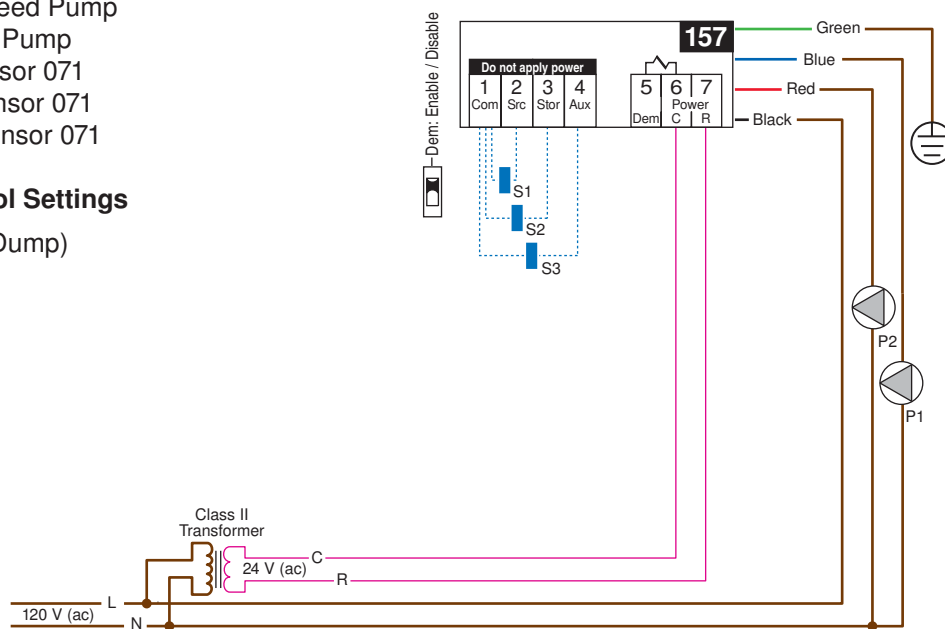 eed Pump
Pump
sor 071
nsor 071
ensor 071
ol Settings
Dump)
Dem: Enable / Disable
157
Do not apply power
1 2 3 4
Com Src Stor Aux
5 6 7
Power
Dem C R
Green
Blue
Red
Black
S1
S2
S3
P2
P1
Class II
Transformer
C
24 V (ac)
R
L
120 V (ac)
N